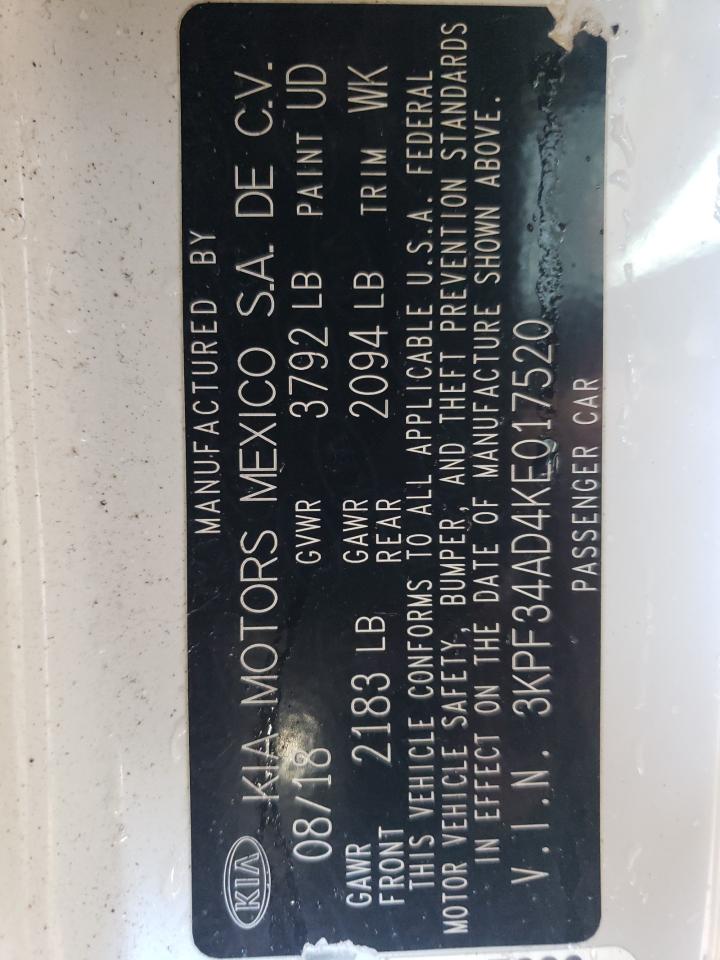 MANUFACTURED BY
KIA KIA MOTORS MEXICO S.A. DE C.V.
08/18 GVWR 3792 LB PAINT UD
GAWR FRONT 2183 LB GAWR REAR 2094 LB TRIM WK
THIS VEHICLE CONFORMS TO ALL APPLICABLE U.S.A. FEDERAL
MOTOR VEHICLE SAFETY, BUMPER, AND THEFT PREVENTION STANDARDS
IN EFFECT ON THE DATE OF MANUFACTURE SHOWN ABOVE.
V.I.N. 3KPF34AD4KE017520
PASSENGER CAR